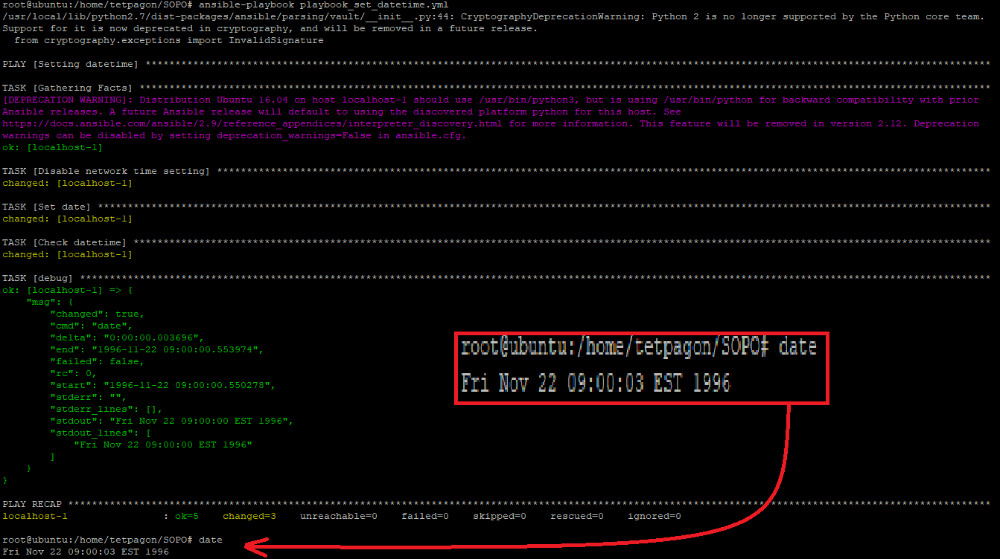 root@ubuntu:/home/tetpagon/SOPO# ansible-playbook playbook_set_datetime.yml
/usr/local/lib/python2.7/dist-packages/ansible/parsing/vault/__init__.py:44: CryptographyDeprecationWarning: Python 2 is no longer supported by the Python core team.
Support for it is now deprecated in cryptography, and will be removed in a future release.
  from cryptography.exceptions import InvalidSignature
PLAY [Setting datetime] **********************************************************************************************************************************************
TASK [Gathering Facts] ***********************************************************************************************************************************************
[DEPRECATION WARNING]: Distribution Ubuntu 16.04 on host localhost-1 should use /usr/bin/python3, but is using /usr/bin/python for backward compatibility with prior
Ansible releases. A future Ansible release will default to using the discovered platform python for this host. See
https://docs.ansible.com/ansible/2.9/reference_appendices/interpreter_discovery.html for more information. This feature will be removed in version 2.12. Deprecation
warnings can be disabled by setting deprecation_warnings=False in ansible.cfg.
ok: [localhost-1]
TASK [Disable network time setting] **********************************************************************************************************************************
changed: [localhost-1]
TASK [Set date] ******************************************************************************************************************************************************
changed: [localhost-1]
TASK [Check datetime] ************************************************************************************************************************************************
changed: [localhost-1]
TASK [debug] *********************************************************************************************************************************************************
ok: [localhost-1] => {
    "msg": {
        "changed": true,
        "cmd": "date",
        "delta": "0:00:00.003696",
        "end": "1996-11-22 09:00:00.553974",
        "failed": false,
        "rc": 0,
        "start": "1996-11-22 09:00:00.550278",
        "stderr": "",
        "stderr_lines": [],
        "stdout": "Fri Nov 22 09:00:00 EST 1996",
        "stdout_lines": [
            "Fri Nov 22 09:00:00 EST 1996"
        ]
    }
}
root@ubuntu:/home/tetpagon/SOPO# date
Fri Nov 22 09:00:03 EST 1996
PLAY RECAP ***********************************************************************************************************************************************************
localhost-1                : ok=5    changed=3    unreachable=0    failed=0    skipped=0    rescued=0    ignored=0
root@ubuntu:/home/tetpagon/SOPO# date
Fri Nov 22 09:00:03 EST 1996